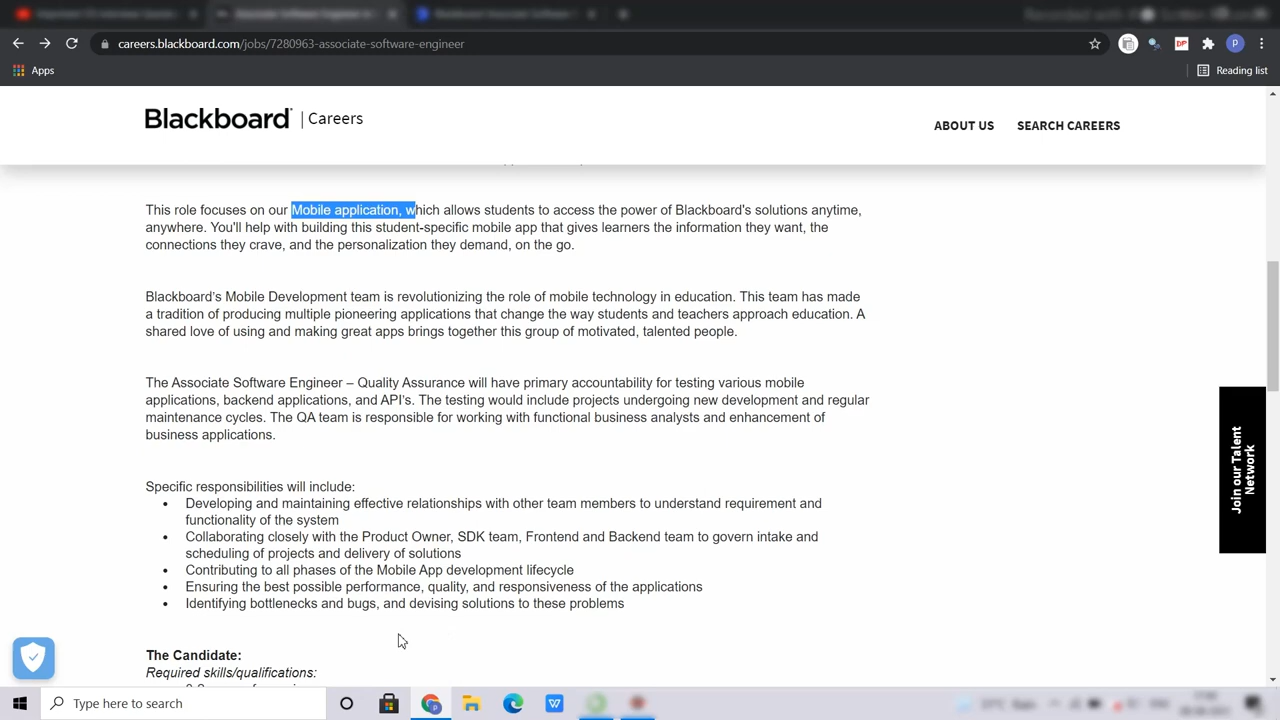 careers.blackboard.com/jobs/7280963-associate-software-engineer
Apps
Reading list
Blackboard | Careers
ABOUT US SEARCH CAREERS
This role focuses on our Mobile application, which allows students to access the power of Blackboard's solutions anytime,
anywhere. You'll help with building this student-specific mobile app that gives learners the information they want, the
connections they crave, and the personalization they demand, on the go.
Blackboard's Mobile Development team is revolutionizing the role of mobile technology in education. This team has made
a tradition of producing multiple pioneering applications that change the way students and teachers approach education. A
shared love of using and making great apps brings together this group of motivated, talented people.
The Associate Software Engineer – Quality Assurance will have primary accountability for testing various mobile
applications, backend applications, and API's. The testing would include projects undergoing new development and regular
maintenance cycles. The QA team is responsible for working with functional business analysts and enhancement of
business applications.
Specific responsibilities will include:
• Developing and maintaining effective relationships with other team members to understand requirement and
functionality of the system
• Collaborating closely with the Product Owner, SDK team, Frontend and Backend team to govern intake and
scheduling of projects and delivery of solutions
• Contributing to all phases of the Mobile App development lifecycle
• Ensuring the best possible performance, quality, and responsiveness of the applications
• Identifying bottlenecks and bugs, and devising solutions to these problems
Join our Talent
Network
The Candidate:
Required skills/qualifications:
Type here to search